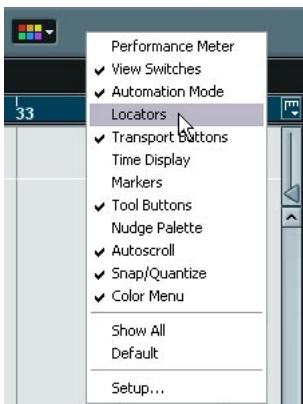 Performance Meter
View Switches
Automation Mode
33
Locators
Transport Buttons
Time Display
Markers
Tool Buttons
Nudge Palette
Autoscroll
Snap/Quantize
Color Menu
Show All
Default
Setup...